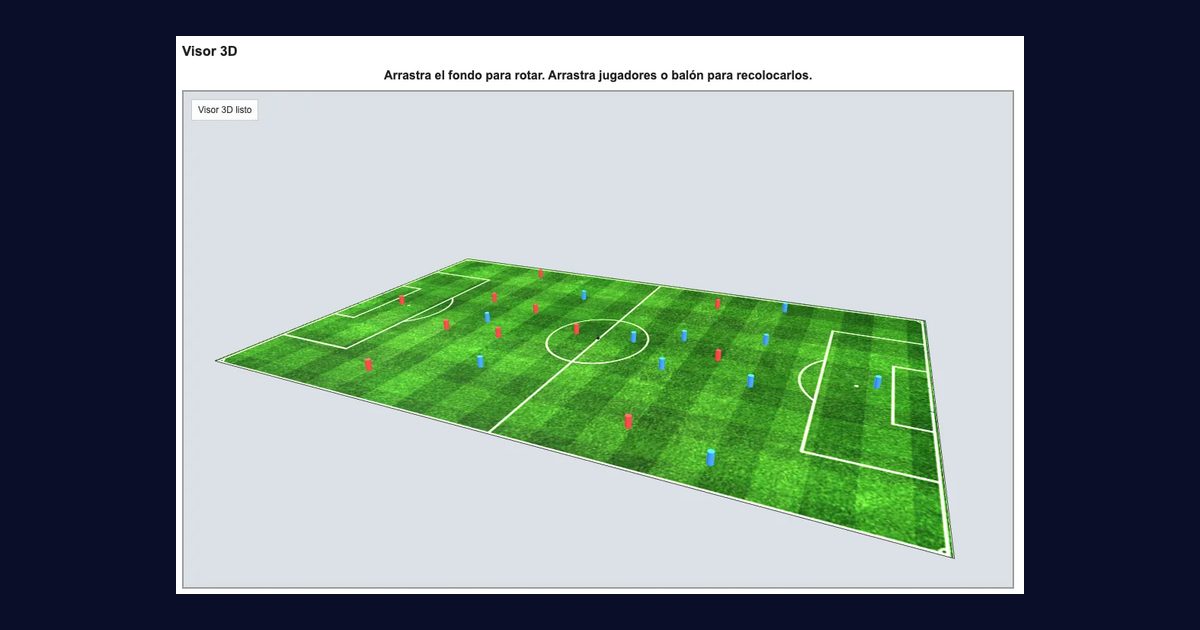 Visor 3D
Arrastra el fondo para rotar. Arrastra jugadores o balón para recolocarlos.
Visor 3D listo